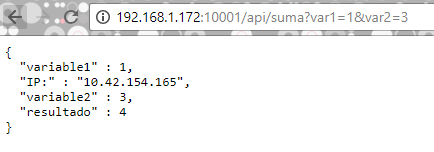 192.168.1.172:10001/api/suma?var1=1&var2=3
{
  "variable1" : 1,
  "IP:" : "10.42.154.165",
  "variable2" : 3,
  "resultado" : 4
}